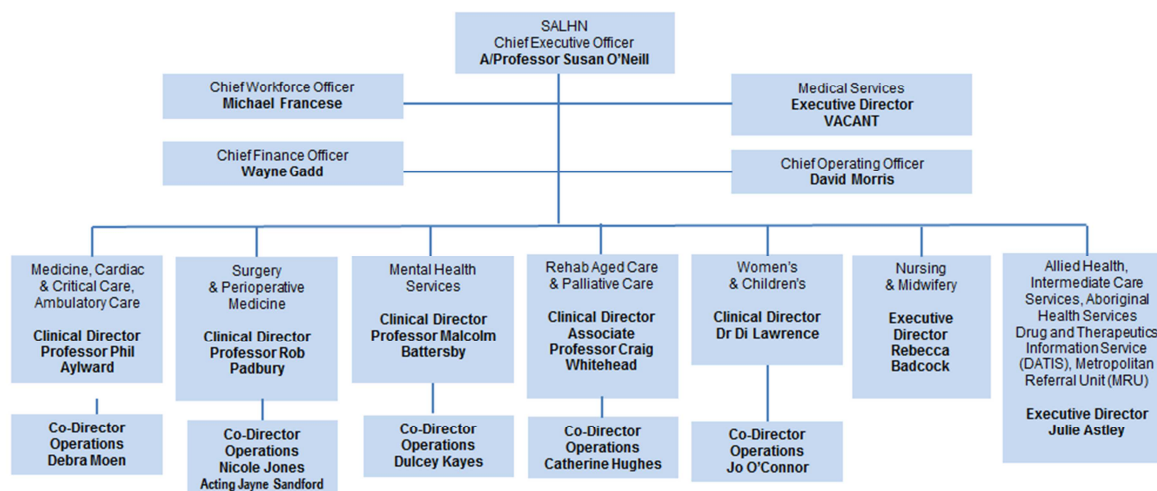 SALHN
Chief Executive Officer
A/Professor Susan O'Neill
Chief Workforce Officer
Michael Francese
Medical Services
Executive Director
VACANT
Chief Finance Officer
Wayne Gadd
Chief Operating Officer
David Morris
Medicine, Cardiac
& Critical Care,
Ambulatory Care
Clinical Director
Professor Phil
Aylward
Co-Director
Operations
Debra Moen
Surgery
& Perioperative
Medicine
Clinical Director
Professor Rob
Padbury
Co-Director
Operations
Nicole Jones
Acting Jayne Sandford
Mental Health
Services
Clinical Director
Professor Malcolm
Battersby
Co-Director
Operations
Dulcey Kayes
Rehab Aged Care
& Palliative Care
Clinical Director
Associate
Professor Craig
Whitehead
Co-Director
Operations
Catherine Hughes
Women's
& Children's
Clinical Director
Dr Di Lawrence
Co-Director
Operations
Jo O'Connor
Nursing
& Midwifery
Executive
Director
Rebecca
Badcock
Allied Health,
Intermediate Care
Services, Aboriginal
Health Services
Drug and Therapeutics
Information Service
(DATIS), Metropolitan
Referral Unit (MRU)
Executive Director
Julie Astley